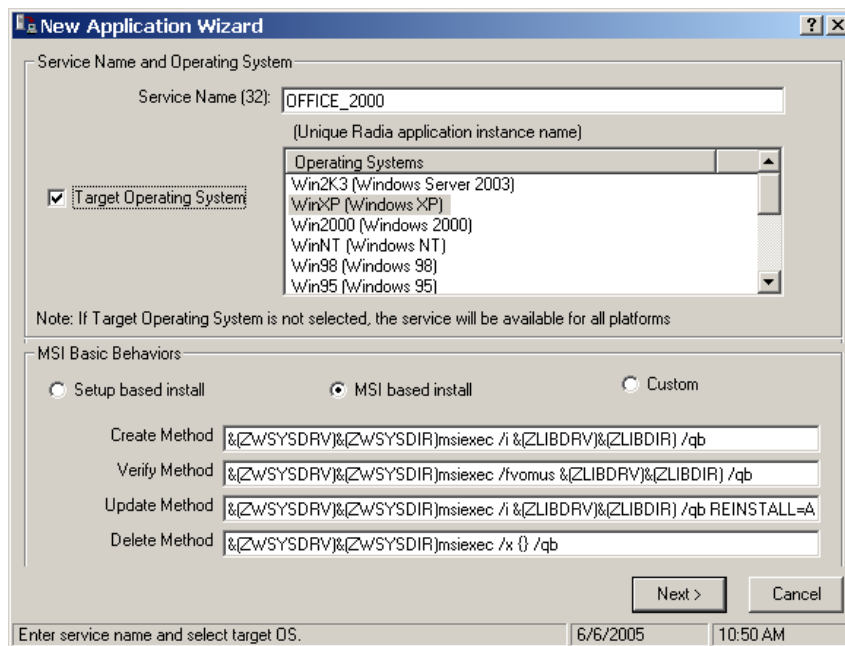 New Application Wizard
Service Name and Operating System
Service Name (32): OFFICE_2000
(Unique Radia application instance name)
Operating Systems
Target Operating System
Win2K3 (Windows Server 2003)
WinXP (Windows XP)
Win2000 (Windows 2000)
WinNT (Windows NT)
Win98 (Windows 98)
Win95 (Windows 95)
Note: If Target Operating System is not selected, the service will be available for all platforms
MSI Basic Behaviors
Setup based install MSI based install Custom
Create Method &(ZWSYSDRV)&(ZWSYSDIR)msiexec /i &(ZLIBDRV)&(ZLIBDIR) /qb
Verify Method &(ZWSYSDRV)&(ZWSYSDIR)msiexec /fvomus &(ZLIBDRV)&(ZLIBDIR) /qb
Update Method &(ZWSYSDRV)&(ZWSYSDIR)msiexec /i &(ZLIBDRV)&(ZLIBDIR) /qb REINSTALL=A
Delete Method &(ZWSYSDRV)&(ZWSYSDIR)msiexec /x {} /qb
Next > Cancel
Enter service name and select target OS. 6/6/2005 10:50 AM